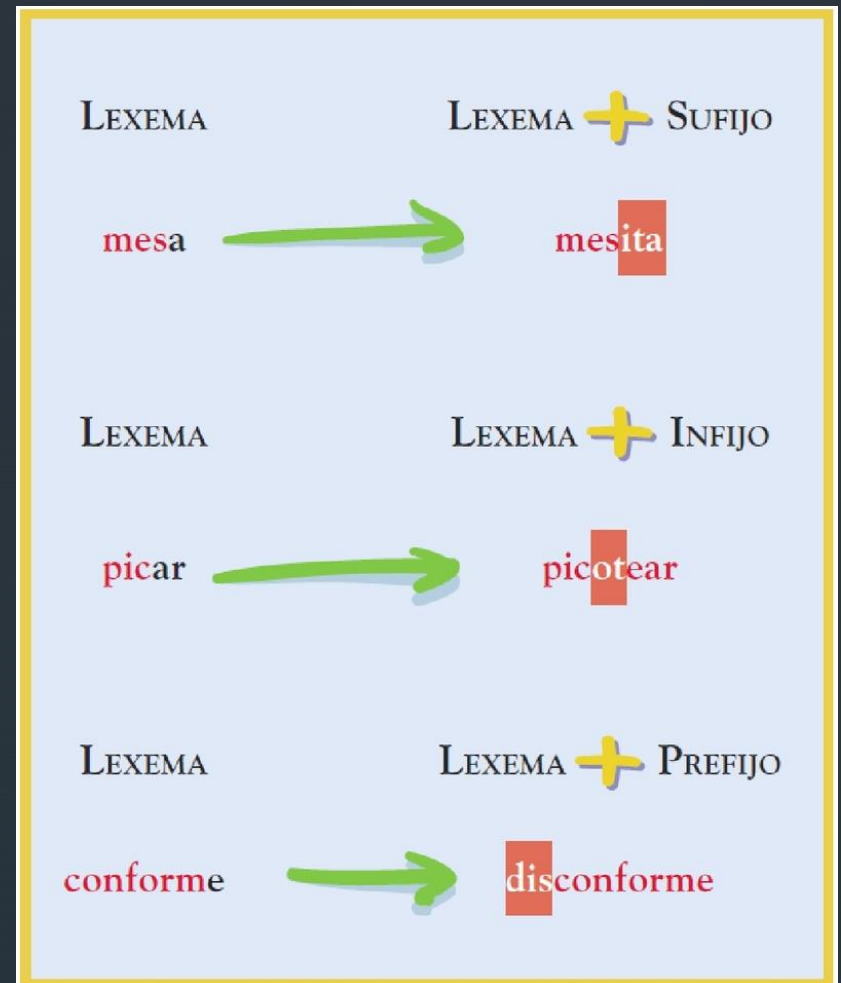 LEXEMA LEXEMA + SUFIJO
mesa mesita
LEXEMA LEXEMA + INFIJO
picar picotear
LEXEMA LEXEMA + PREFIJO
conforme disconforme